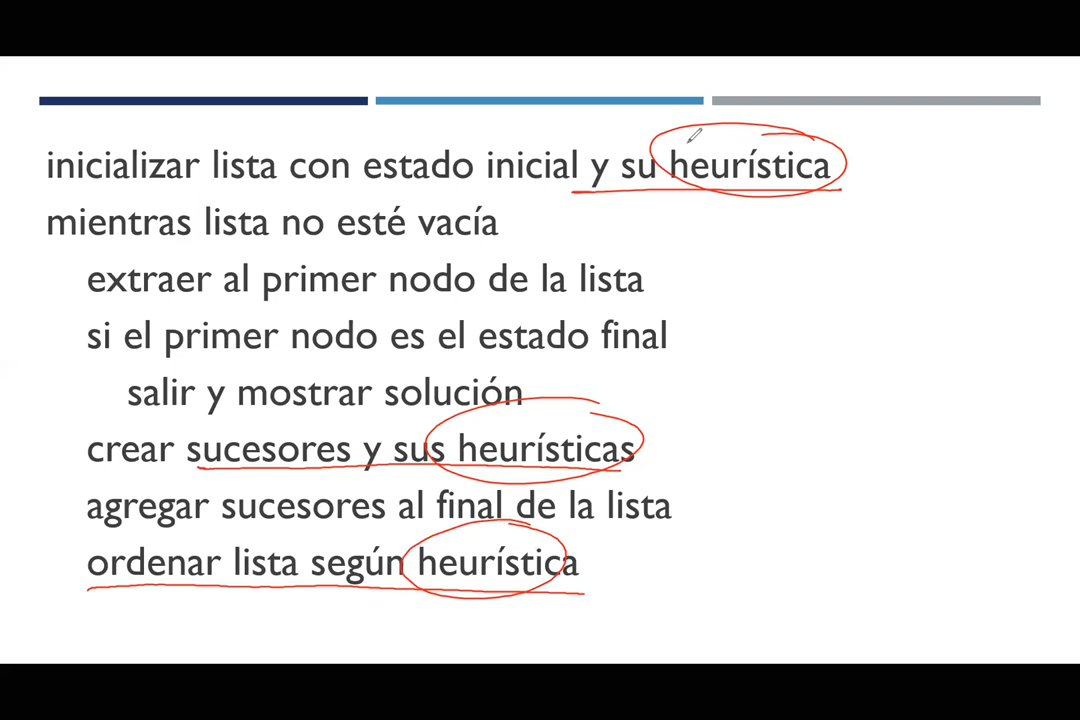 inicializar lista con estado inicial y su heurística
mientras lista no esté vacía
extraer al primer nodo de la lista
si el primer nodo es el estado final
salir y mostrar solución
crear sucesores y sus heurísticas
agregar sucesores al final de la lista
ordenar lista según heurística